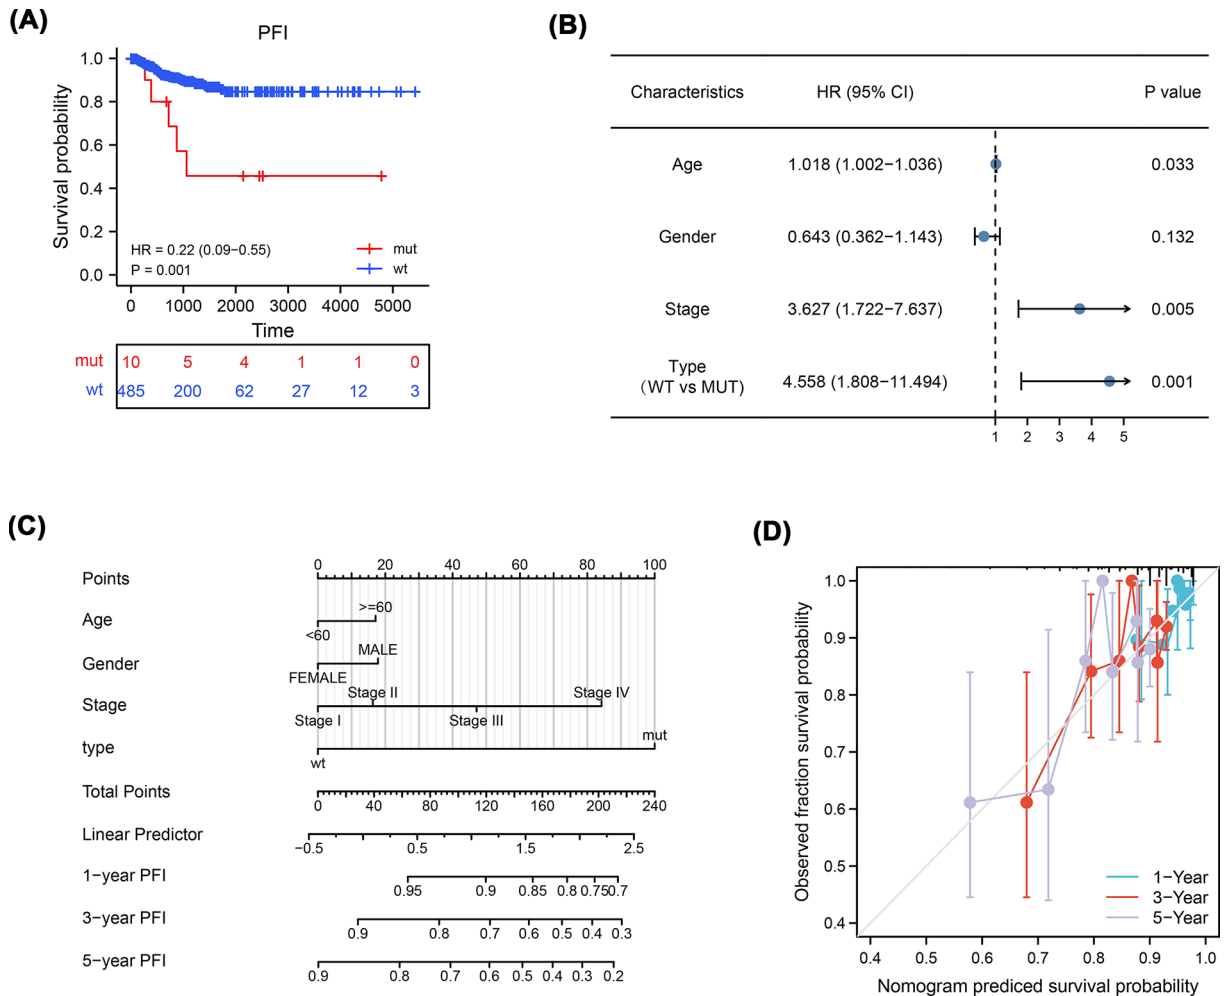 (A)
PFI
Survival probability
1.0
0.8
0.6
0.4
0.2
0.0
HR = 0.22 (0.09−0.55)
P = 0.001
mut
wt
0 1000 2000 3000 4000 5000
Time
mut 10 5 4 1 1 0
wt 485 200 62 27 12 3
(B)
Characteristics HR (95% CI) P value
Age 1.018 (1.002−1.036) 0.033
Gender 0.643 (0.362−1.143) 0.132
Stage 3.627 (1.722−7.637) 0.005
Type
(WT vs MUT) 4.558 (1.808−11.494) 0.001
1 2 3 4 5
(C)
Points 0 20 40 60 80 100
Age <60 >=60
Gender FEMALE MALE
Stage Stage I Stage II Stage III Stage IV
type wt mut
Total Points 0 40 80 120 160 200 240
Linear Predictor −0.5 0.5 1.5 2.5
1−year PFI 0.95 0.9 0.85 0.8 0.75 0.7
3−year PFI 0.9 0.8 0.7 0.6 0.5 0.4 0.3
5−year PFI 0.9 0.8 0.7 0.6 0.5 0.4 0.3 0.2
(D)
Observed fraction survival probability
1.0
0.9
0.8
0.7
0.6
0.5
0.4
1−Year
3−Year
5−Year
0.4 0.5 0.6 0.7 0.8 0.9 1.0
Nomogram prediced survival probability